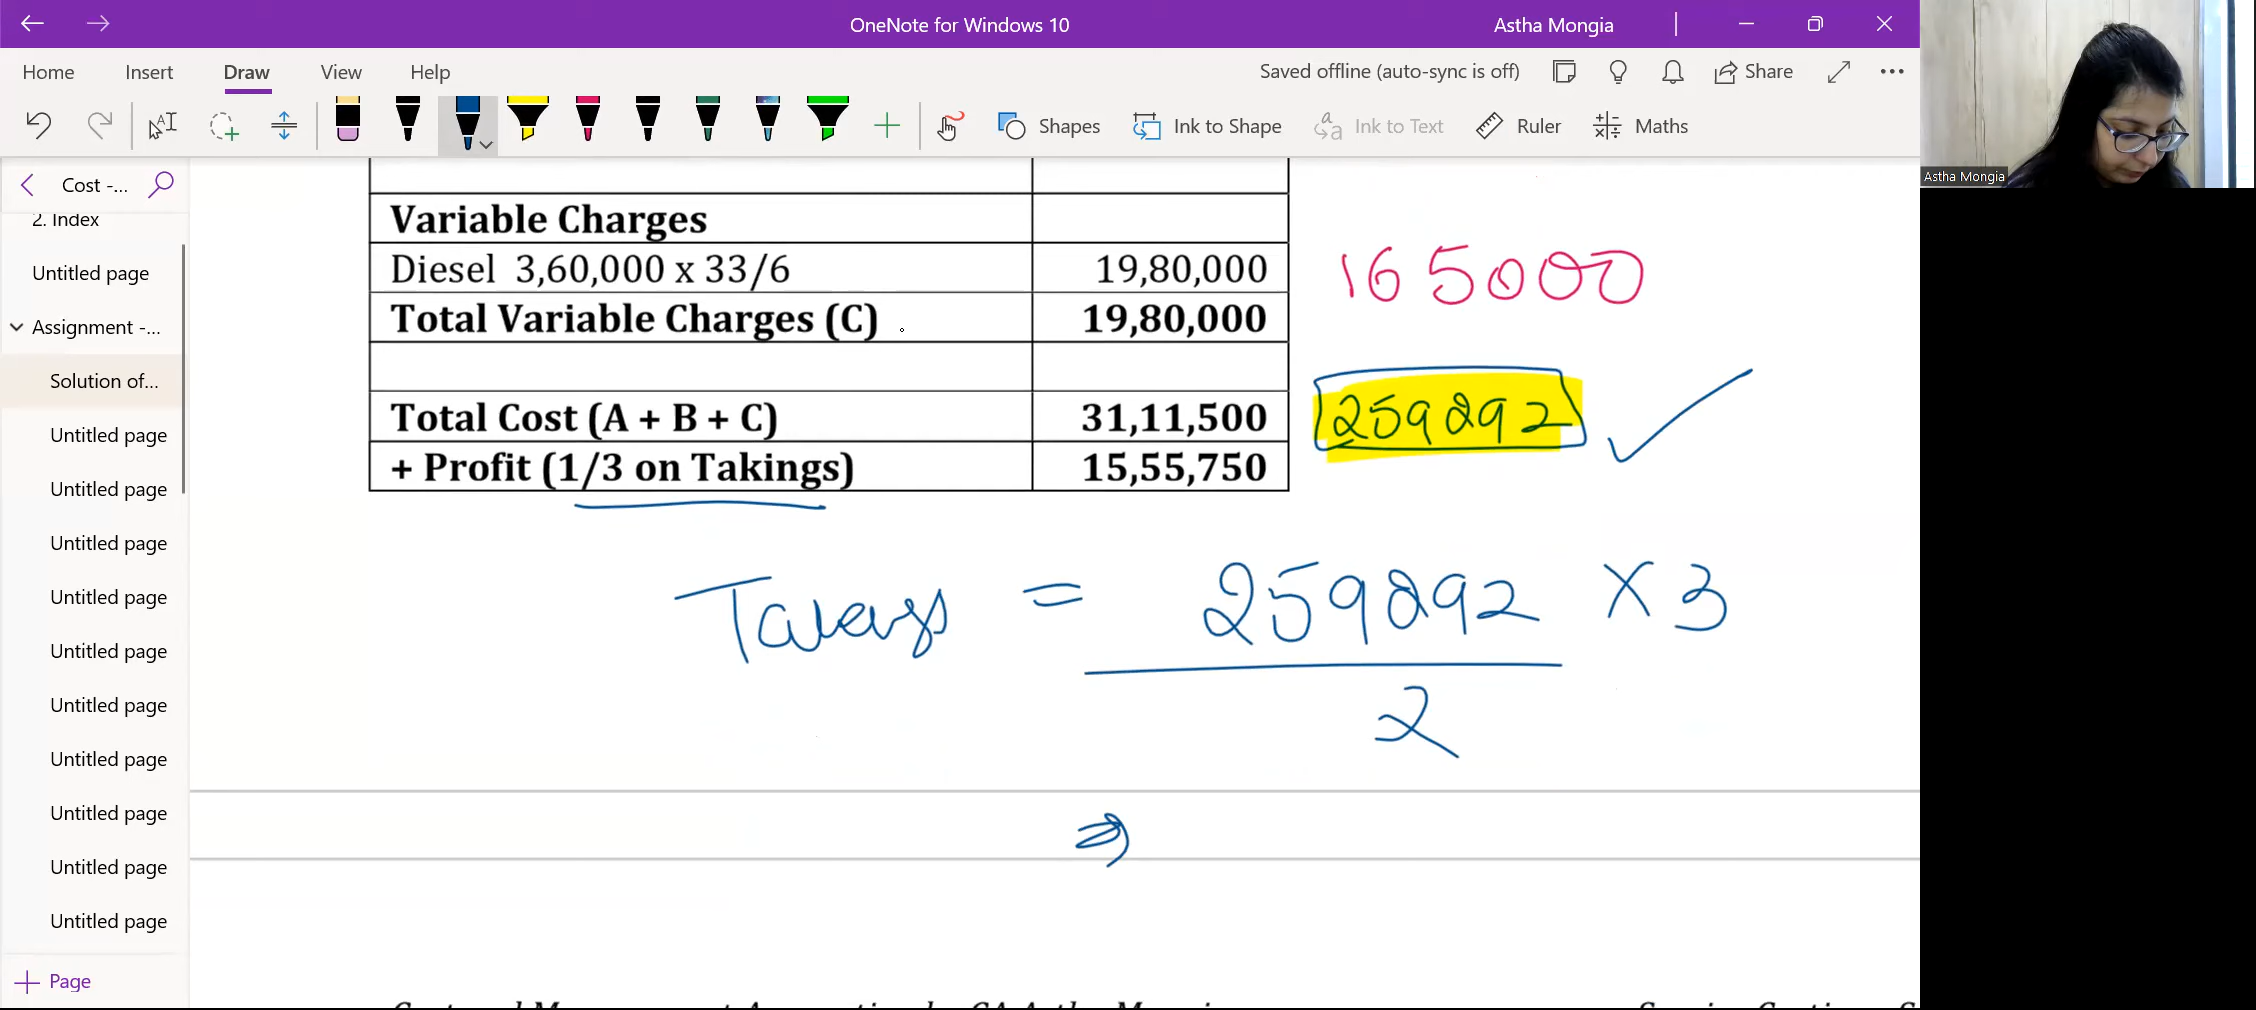 OneNote for Windows 10
Astha Mongia
Home Insert Draw View Help
Saved offline (auto-sync is off) Share
Shapes Ink to Shape Ink to Text Ruler Maths
Cost -...
2. Index
Untitled page
Assignment -...
Solution of...
Untitled page
Untitled page
Untitled page
Untitled page
Untitled page
Untitled page
Untitled page
Untitled page
Untitled page
Untitled page
Page
Variable Charges
Diesel 3,60,000 x 33/6 19,80,000
165000
Total Variable Charges (C) 19,80,000
Total Cost (A + B + C) 31,11,500
259292
+ Profit (1/3 on Takings) 15,55,750
= 259292 × 3
2
⇒
Astha Mongia